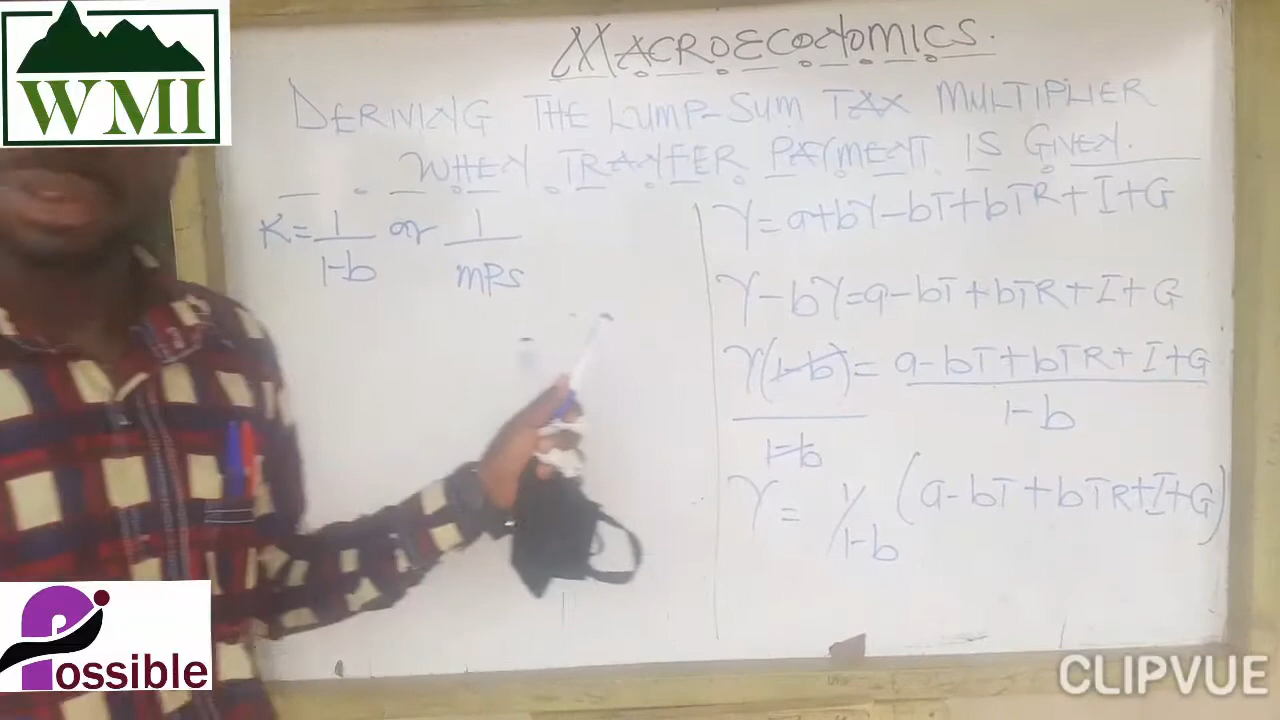 WMI
MACROECONOMICS.
DERIVING THE LUMP-SUM TAX MULTIPLIER
WHEN TRANSFER PAYMENT IS GIVEN.
K = 1/1-b or 1/MPS
Y = a+bY-bT+bTR+I+G
Y-bY=a-bT+bTR+I+G
Y(1-b)/1-b = a-bT+bTR+I+G/1-b
Y = 1/1-b (a-bT+bTR+I+G)
Possible
CLIPVUE